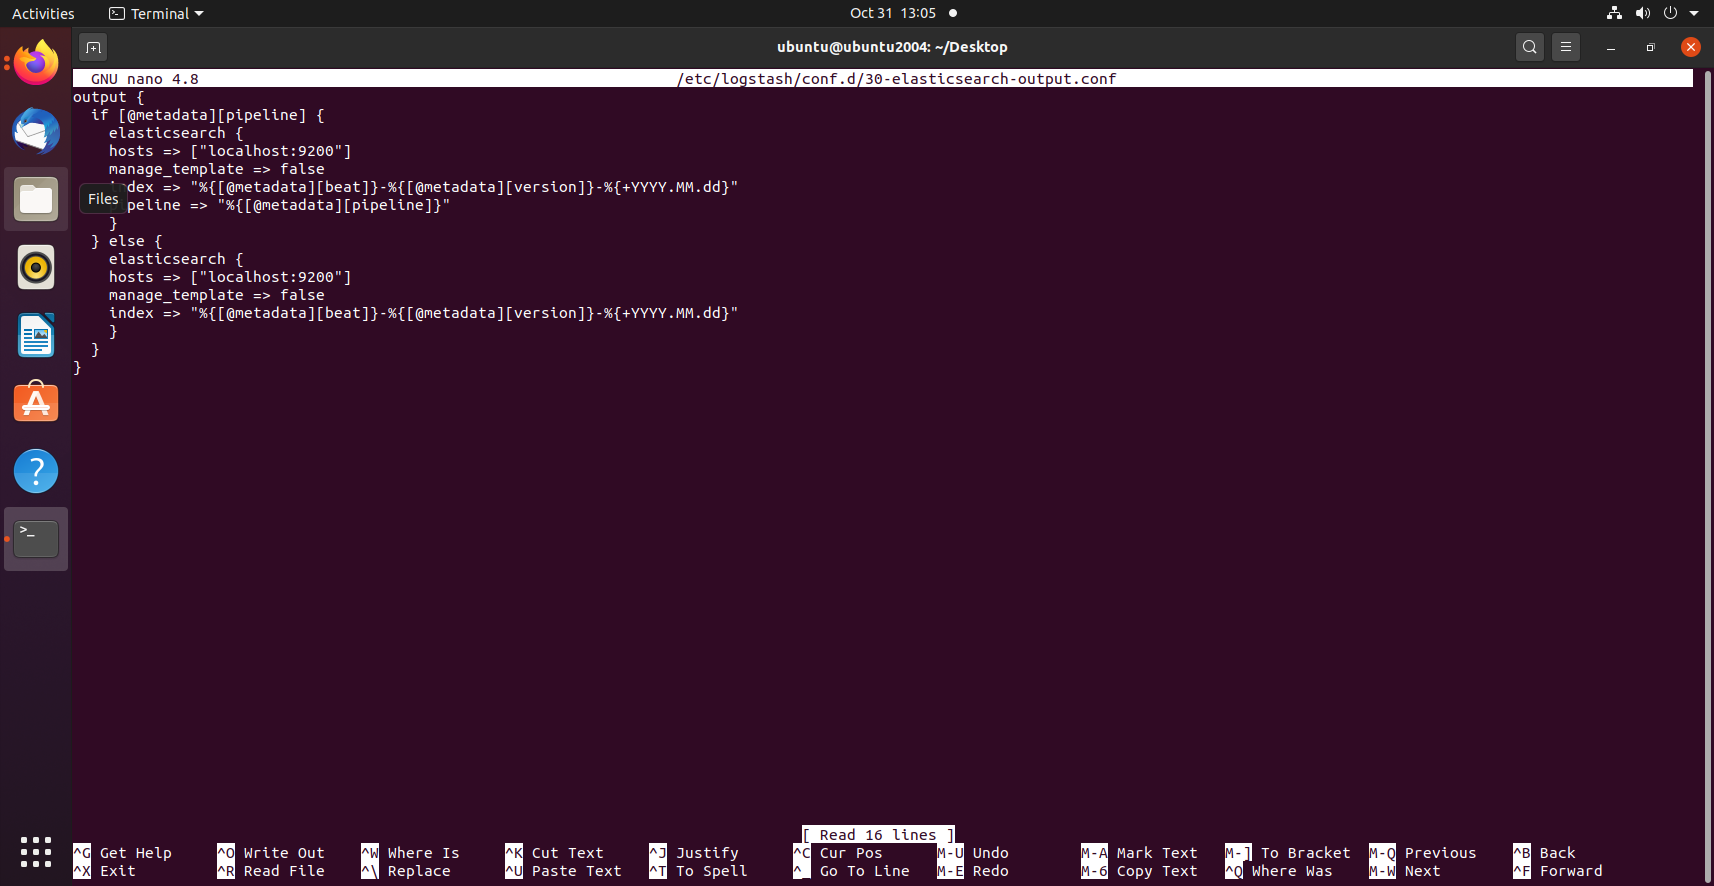 Activities Terminal Oct 31 13:05
ubuntu@ubuntu2004: ~/Desktop
GNU nano 4.8 /etc/logstash/conf.d/30-elasticsearch-output.conf
output {
  if [@metadata][pipeline] {
    elasticsearch {
    hosts => ["localhost:9200"]
    manage_template => false
    index => "%{[@metadata][beat]}-%{[@metadata][version]}-%{+YYYY.MM.dd}"
Files
    pipeline => "%{[@metadata][pipeline]}"
    }
  } else {
    elasticsearch {
    hosts => ["localhost:9200"]
    manage_template => false
    index => "%{[@metadata][beat]}-%{[@metadata][version]}-%{+YYYY.MM.dd}"
    }
  }
}
[ Read 16 lines ]
^G Get Help ^O Write Out ^W Where Is ^K Cut Text ^J Justify ^C Cur Pos M-U Undo M-A Mark Text M-] To Bracket M-Q Previous ^B Back
^X Exit ^R Read File ^\ Replace ^U Paste Text ^T To Spell ^_ Go To Line M-E Redo M-6 Copy Text ^Q Where Was M-W Next ^F Forward